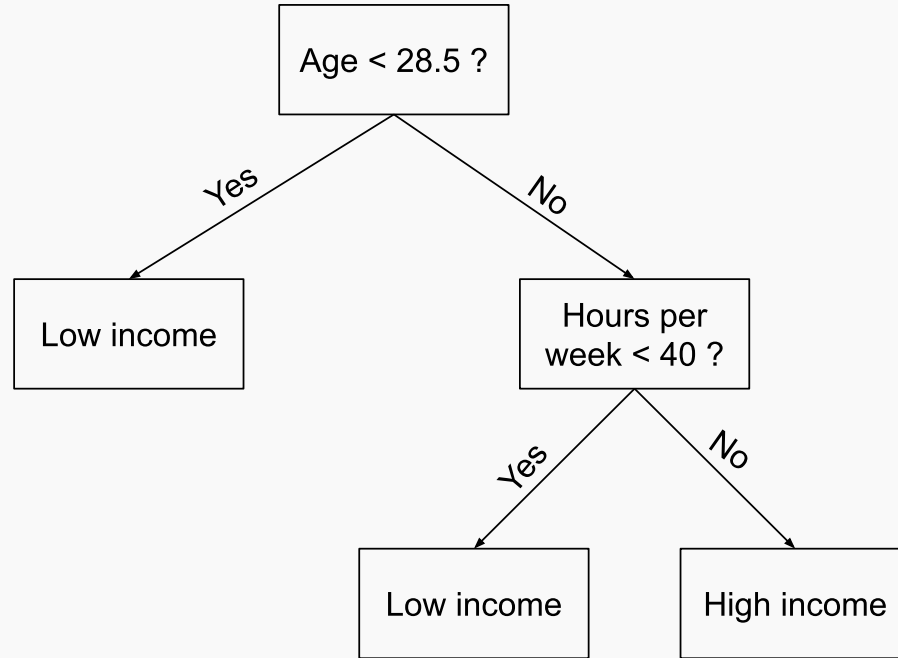 Age < 28.5 ?
Yes
No
Low income
Hours per
week < 40 ?
Yes
No
Low income
High income